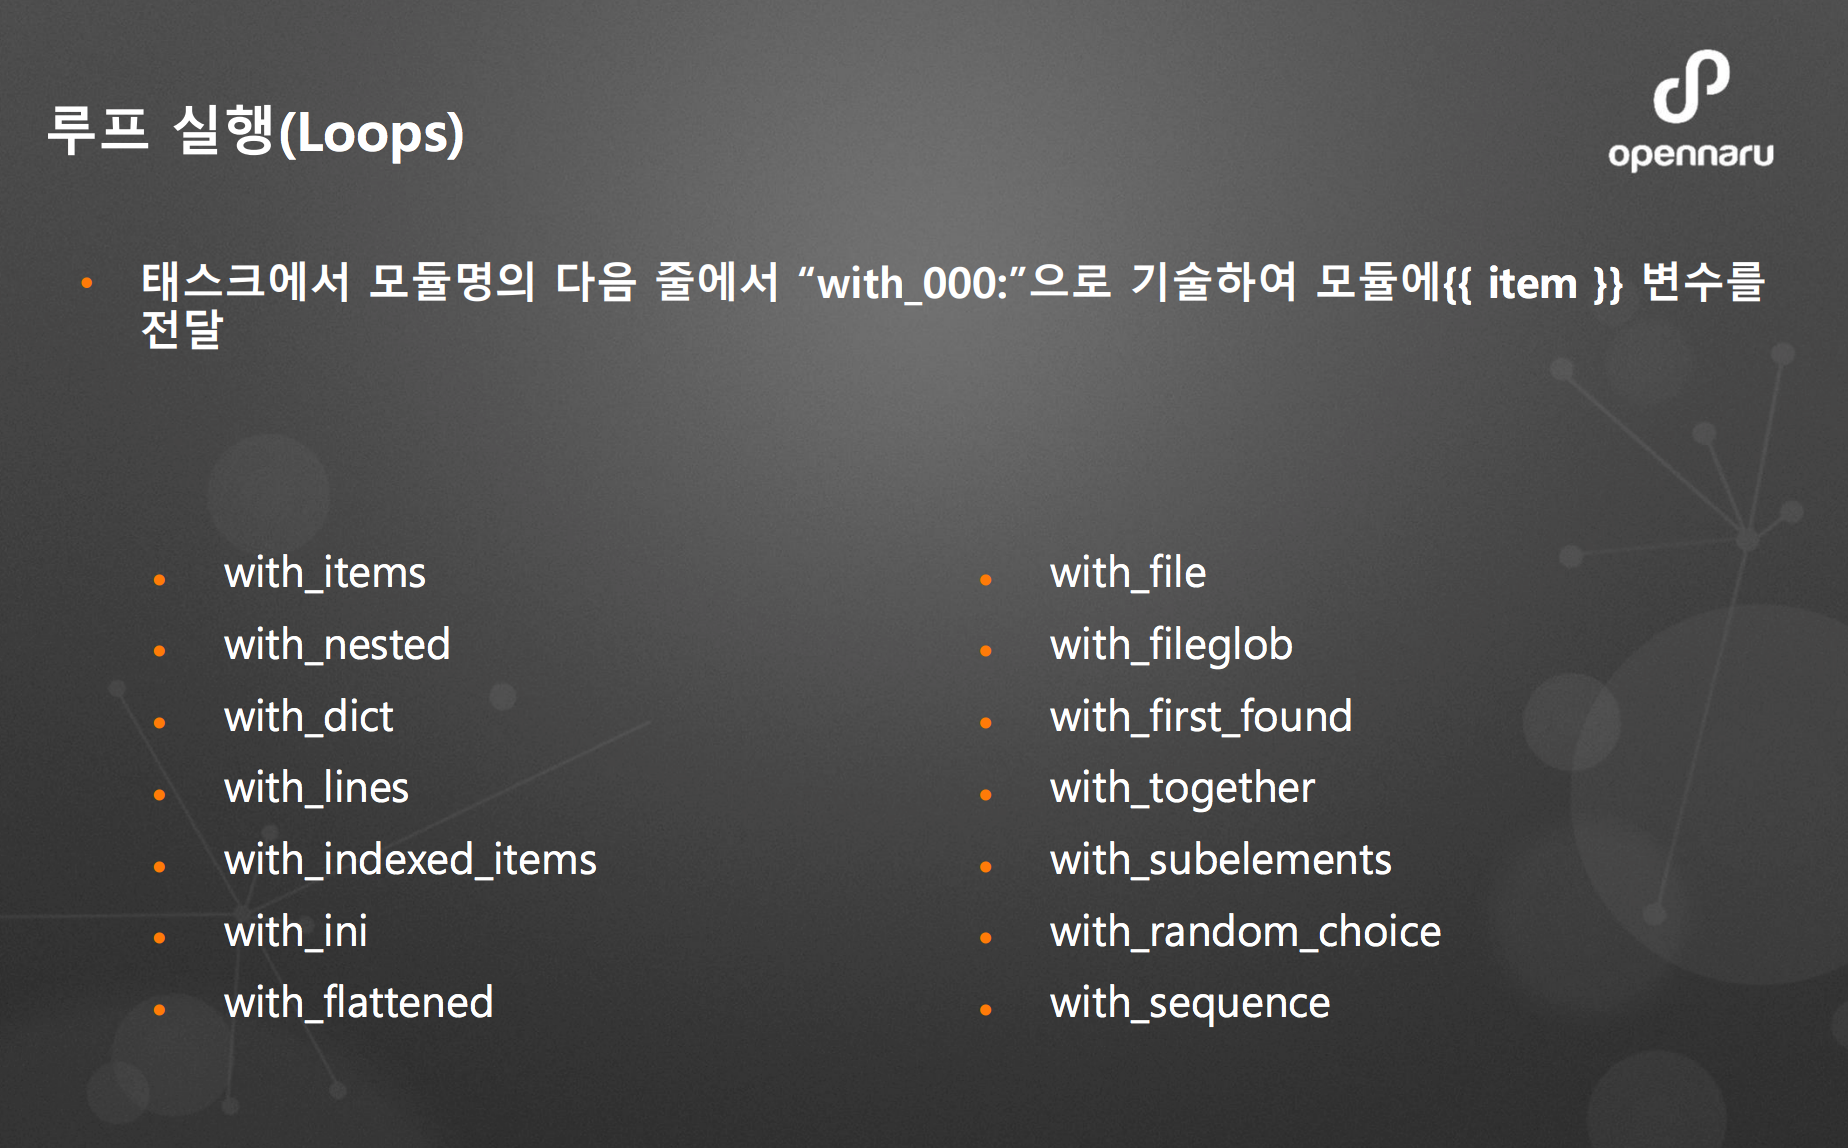 루프 실행(Loops)
opennaru
• 태스크에서 모듈명의 다음 줄에서 “with_000:”으로 기술하여 모듈에{{ item }} 변수를
전달
• with_items
• with_nested
• with_dict
• with_lines
• with_indexed_items
• with_ini
• with_flattened
• with_file
• with_fileglob
• with_first_found
• with_together
• with_subelements
• with_random_choice
• with_sequence